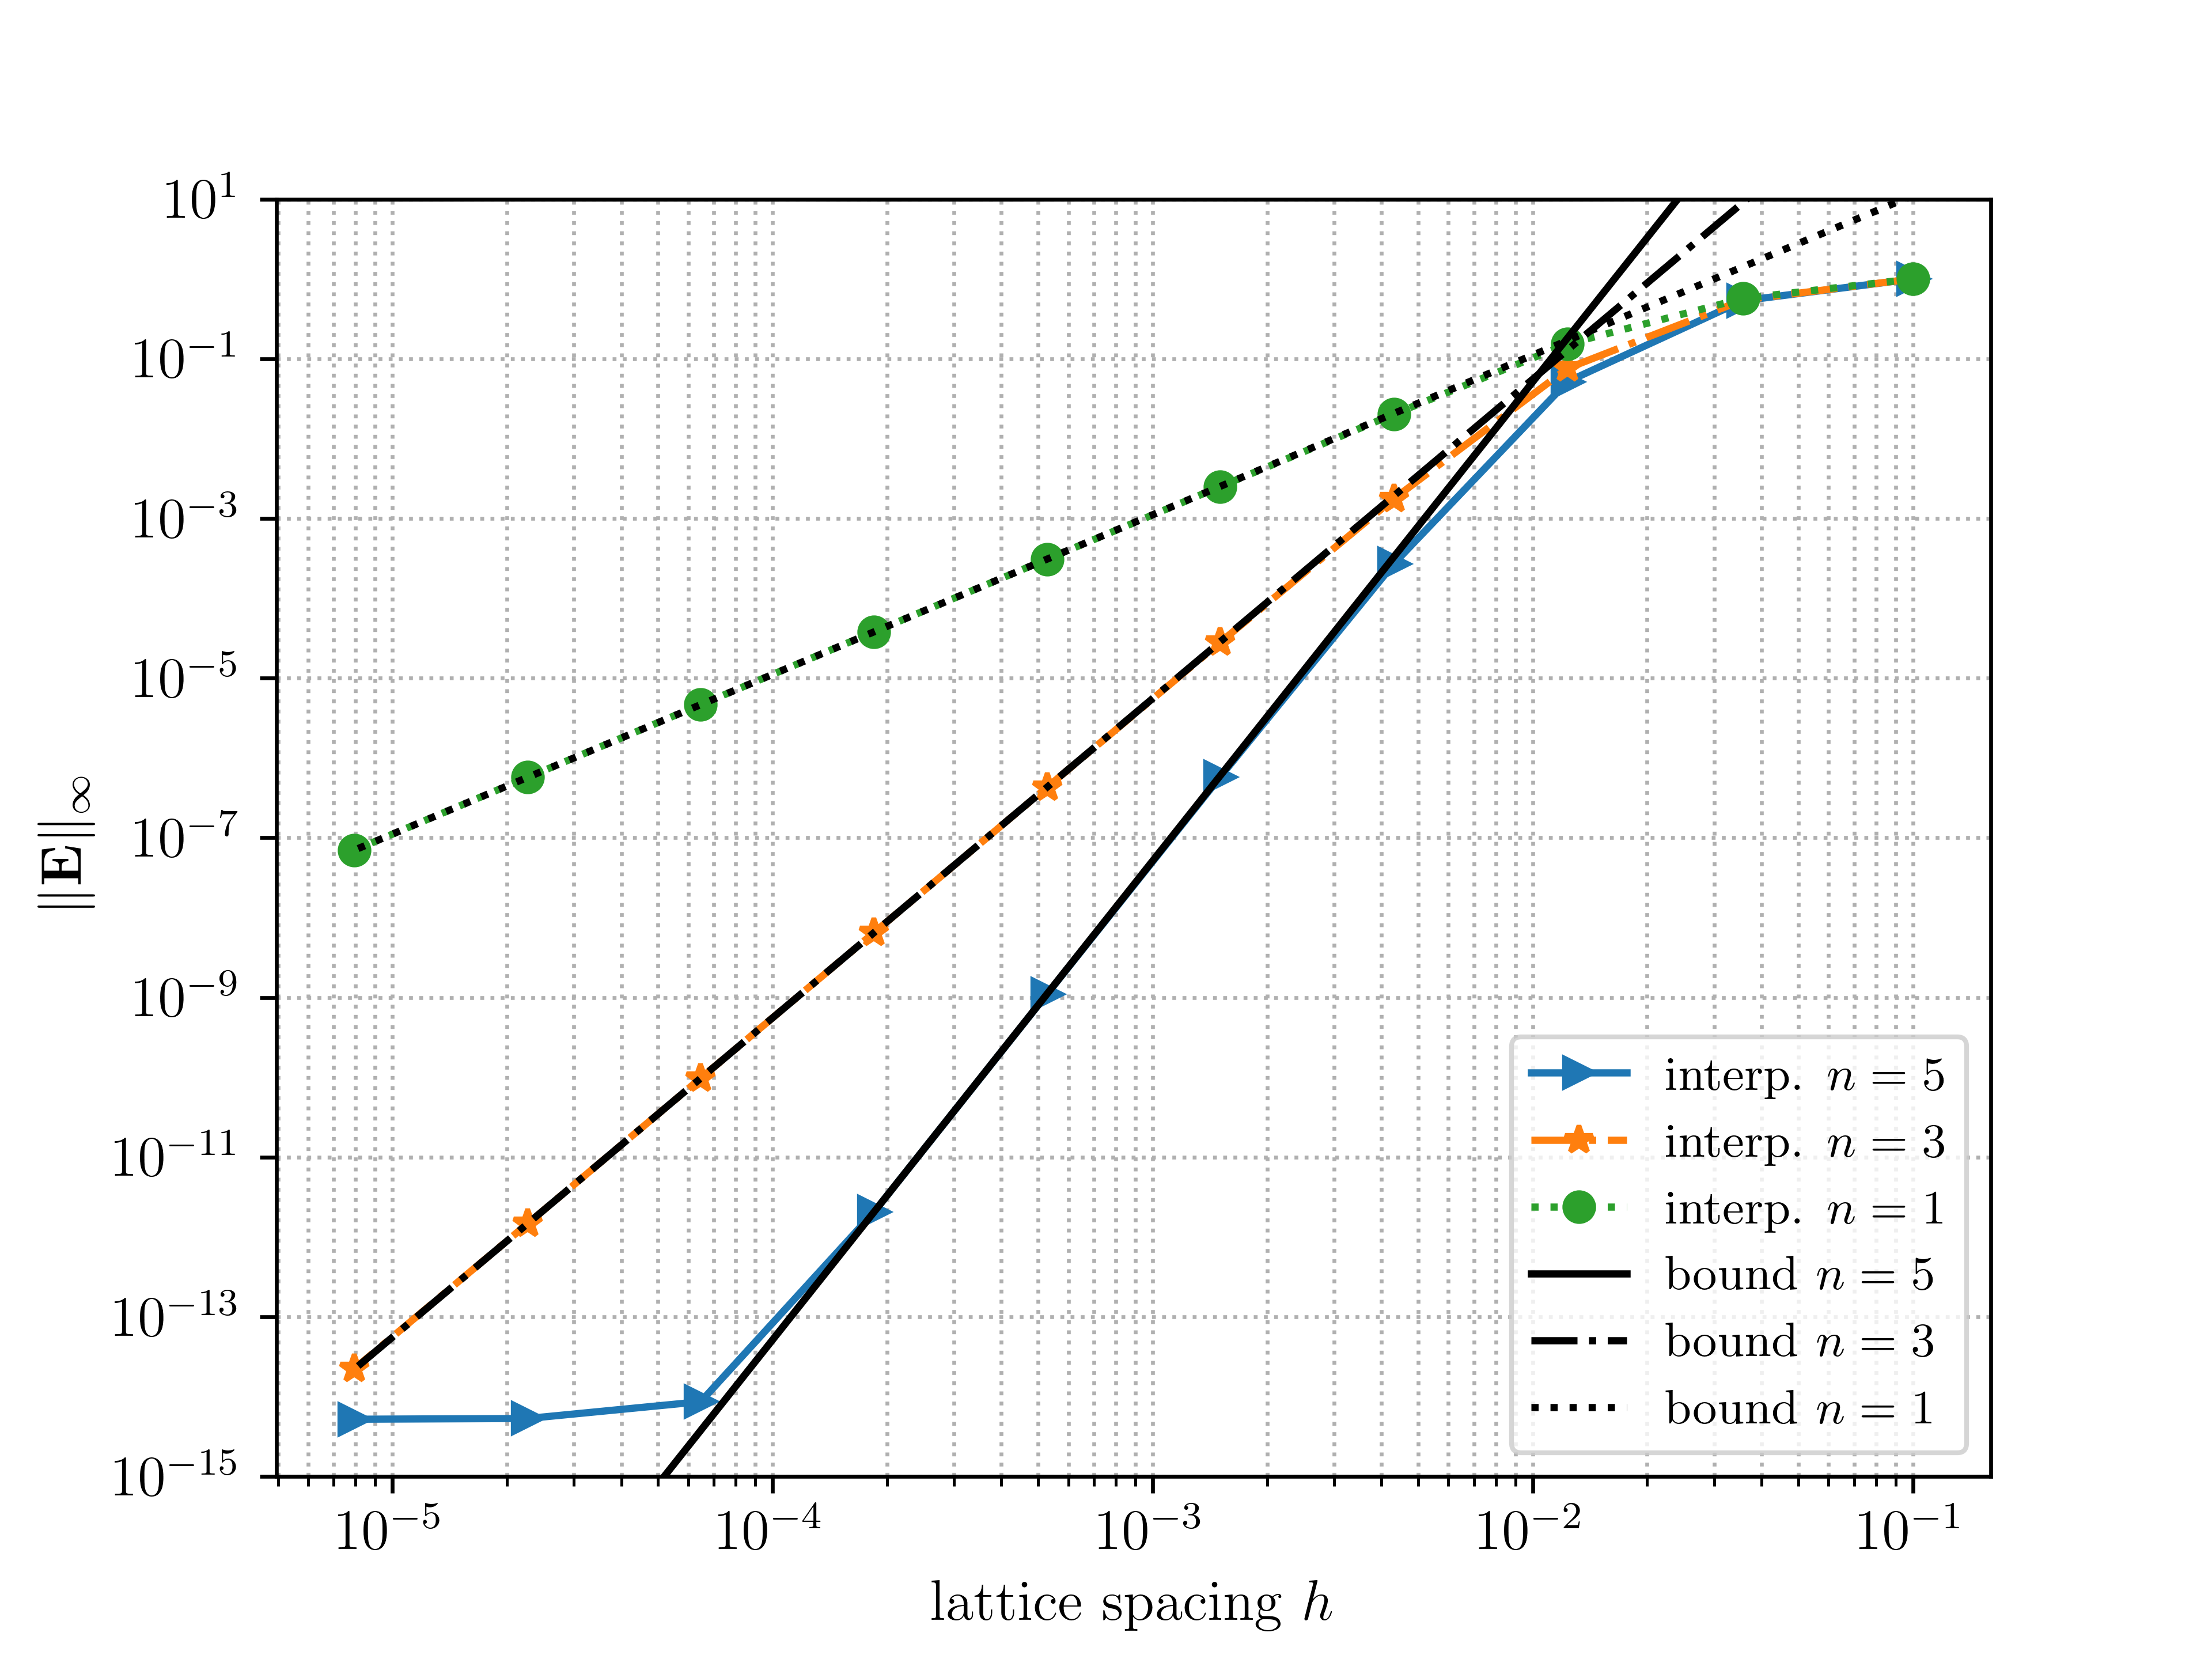 10^1
10^{-1}
10^{-3}
10^{-5}
10^{-7}
10^{-9}
10^{-11}
10^{-13}
10^{-15}
‖E‖_∞
interp. n = 5
interp. n = 3
interp. n = 1
bound n = 5
bound n = 3
bound n = 1
10^{-5} 10^{-4} 10^{-3} 10^{-2} 10^{-1}
lattice spacing h